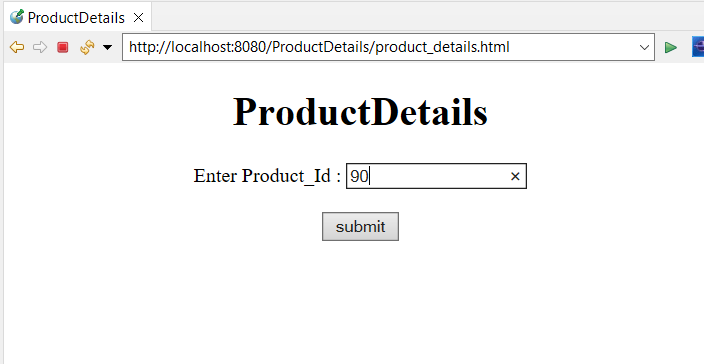 ProductDetails
http://localhost:8080/ProductDetails/product_details.html
ProductDetails
Enter Product_Id : 90
submit